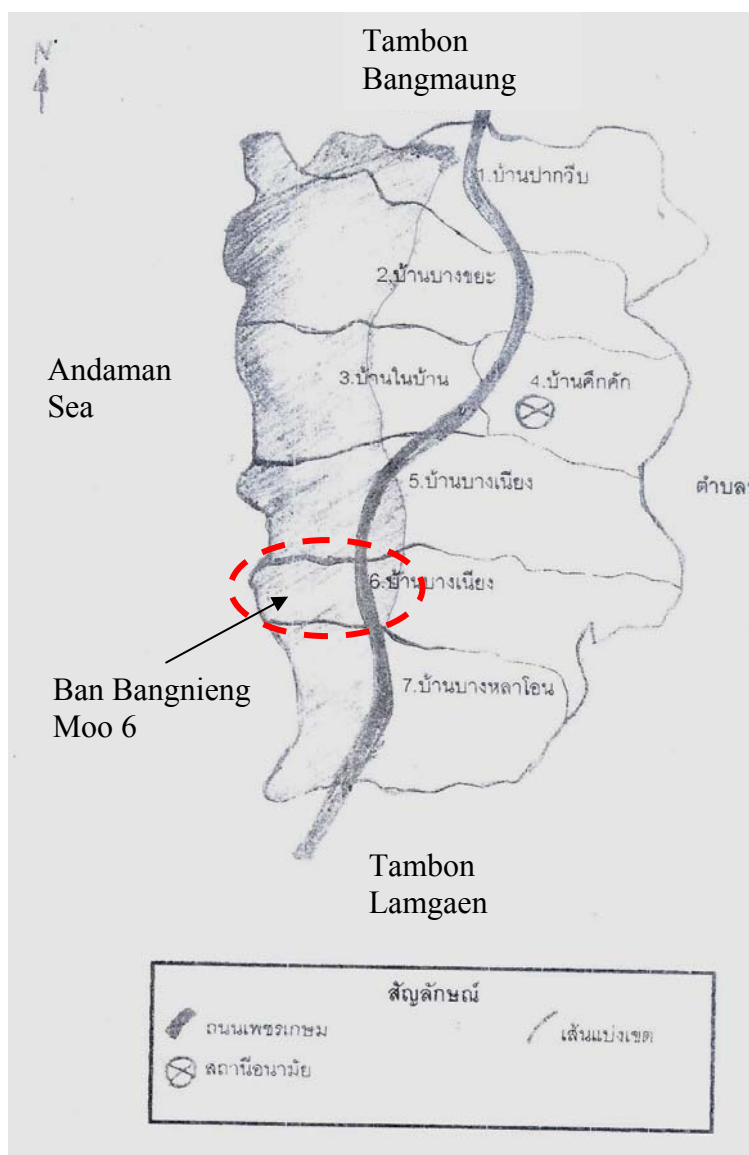 N
Tambon
Bangmaung
1.บ้านปากวีป
2.บ้านบางขยะ
Andaman
Sea
3.บ้านในบ้าน
4.บ้านคึกคัก
5.บ้านบางเนียง
6.บ้านบางเนียง
Ban Bangnieng
Moo 6
7.บ้านบางหลาโอน
Tambon
Lamgaen
สัญลักษณ์
ถนนเพชรเกษม
เส้นแบ่งเขต
สถานีอนามัย